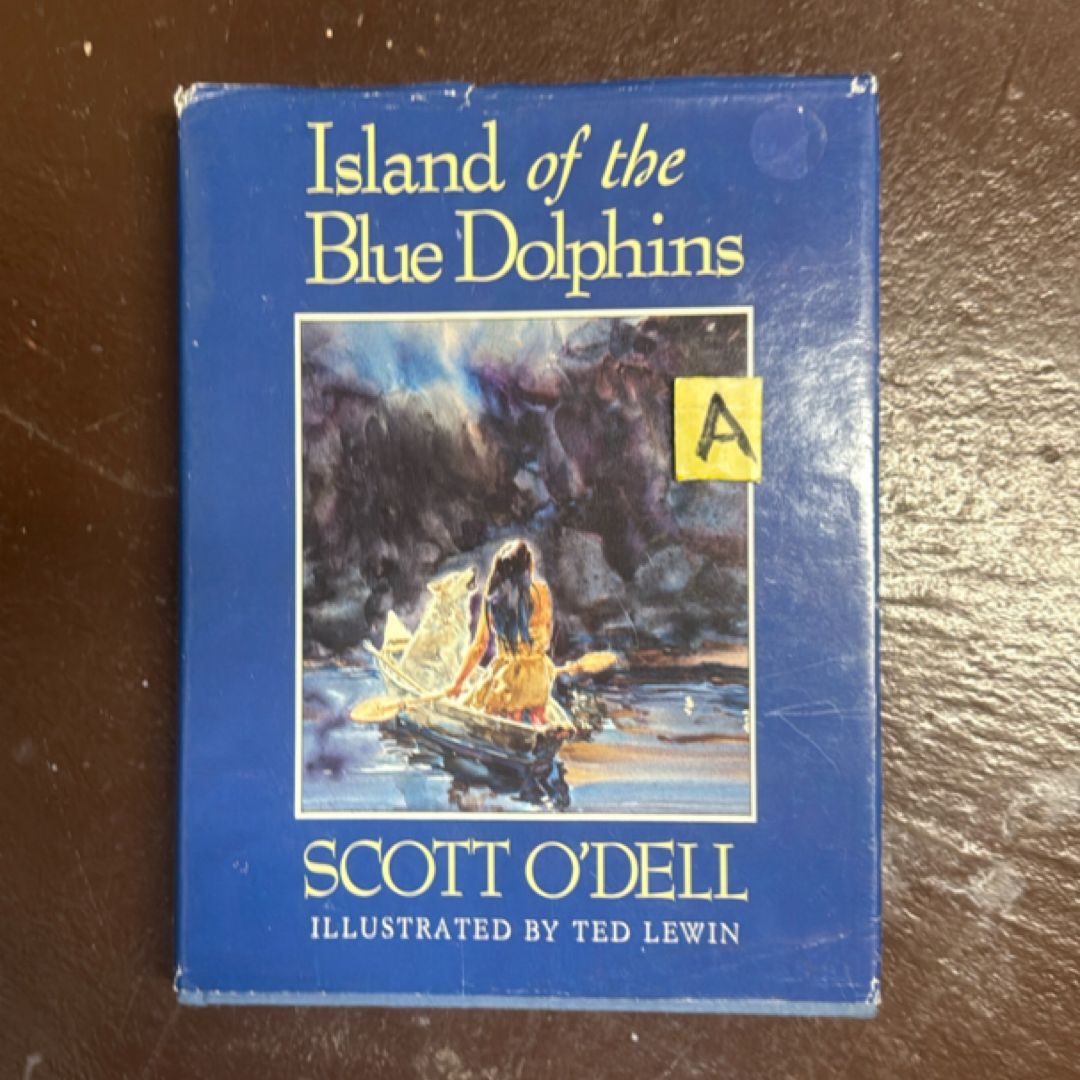 Island of the
Blue Dolphins
A
SCOTT O'DELL
ILLUSTRATED BY TED LEWIN